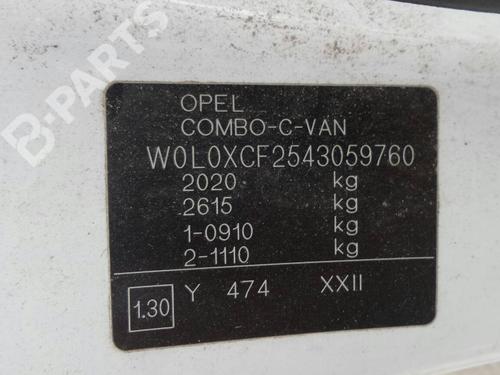 B-PARTS
OPEL
COMBO-C-VAN
W0L0XCF2543059760
2020 kg
2615 kg
1-0910 kg
2-1110 kg
1.30 Y 474 XXII